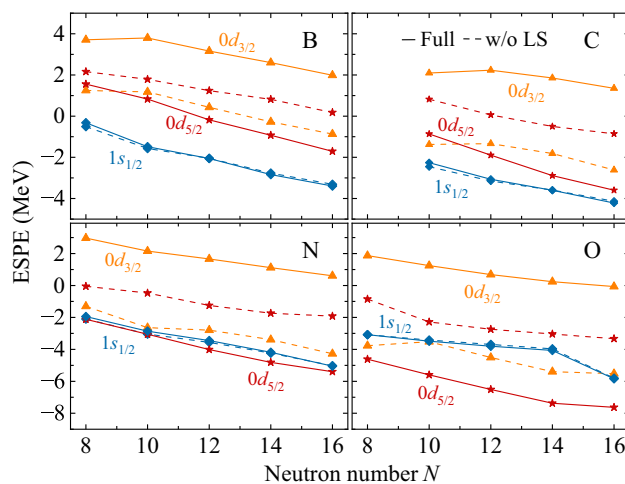 B
C
Full
w/o LS
0d3/2
0d5/2
1s1/2
0d3/2
0d5/2
1s1/2
4
2
0
−2
−4
N
O
0d3/2
1s1/2
0d5/2
0d3/2
1s1/2
0d5/2
2
0
−2
−4
−6
−8
8 10 12 14 16 8 10 12 14 16
ESPE (MeV)
Neutron number N